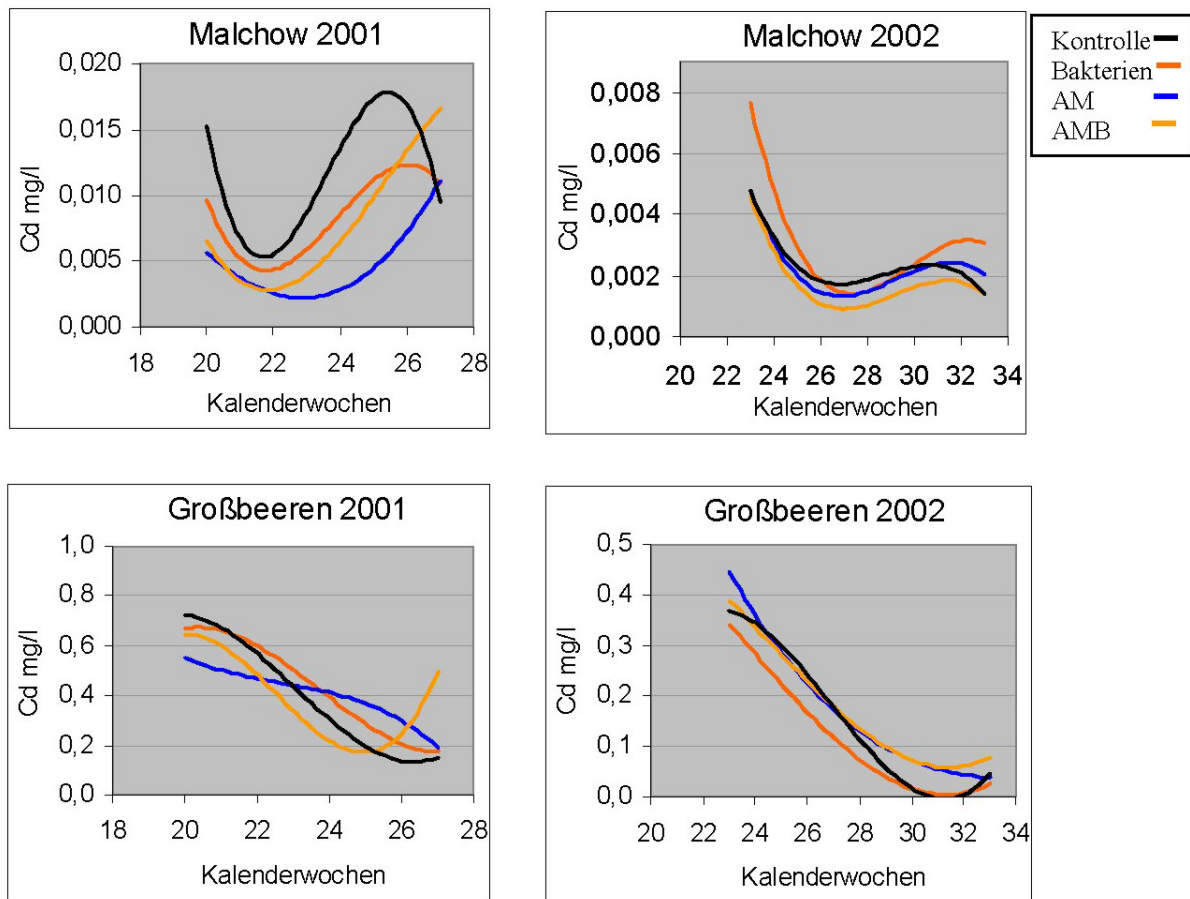 Malchow 2001
0,020
0,015
0,010
0,005
0,000
Cd mg/l
18 20 22 24 26 28
Kalenderwochen
Malchow 2002
0,008
0,006
0,004
0,002
0,000
Cd mg/l
20 22 24 26 28 30 32 34
Kalenderwochen
Kontrolle
Bakterien
AM
AMB
Großbeeren 2001
1,0
0,8
0,6
0,4
0,2
0,0
Cd mg/l
18 20 22 24 26 28
Kalenderwochen
Großbeeren 2002
0,5
0,4
0,3
0,2
0,1
0,0
Cd mg/l
20 22 24 26 28 30 32 34
Kalenderwochen